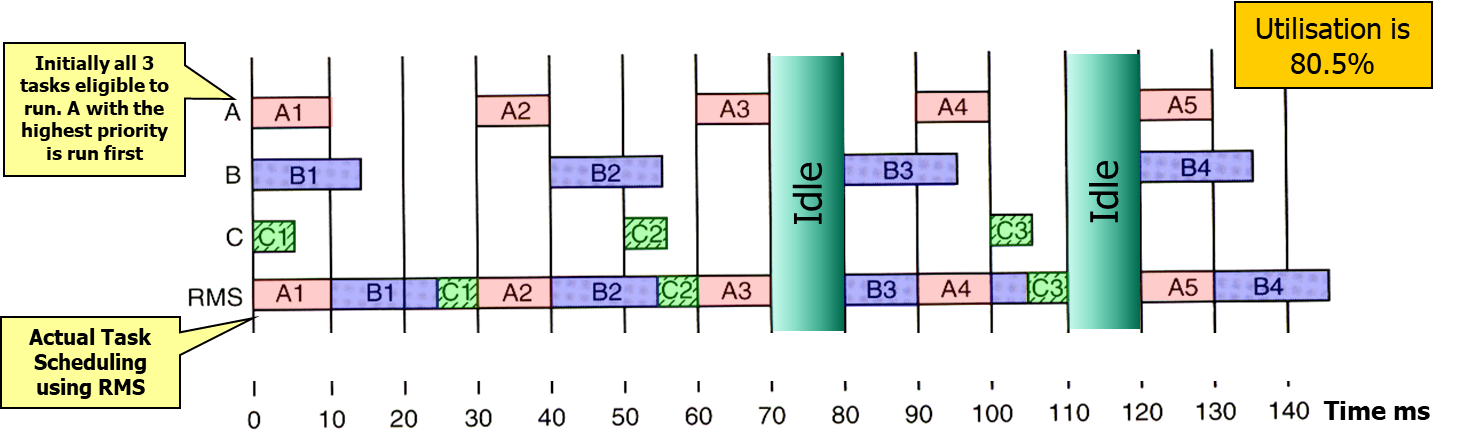 Utilisation is
80.5%
Initially all 3
tasks eligible to
run. A with the
highest priority
is run first
A A1 A2 A3 A4 A5
B B1 B2 B3 B4
C C1 C2 C3
Idle Idle
RMS A1 B1 C1 A2 B2 C2 A3 B3 A4 C3 A5 B4
Actual Task
Scheduling
using RMS
0 10 20 30 40 50 60 70 80 90 100 110 120 130 140 Time ms